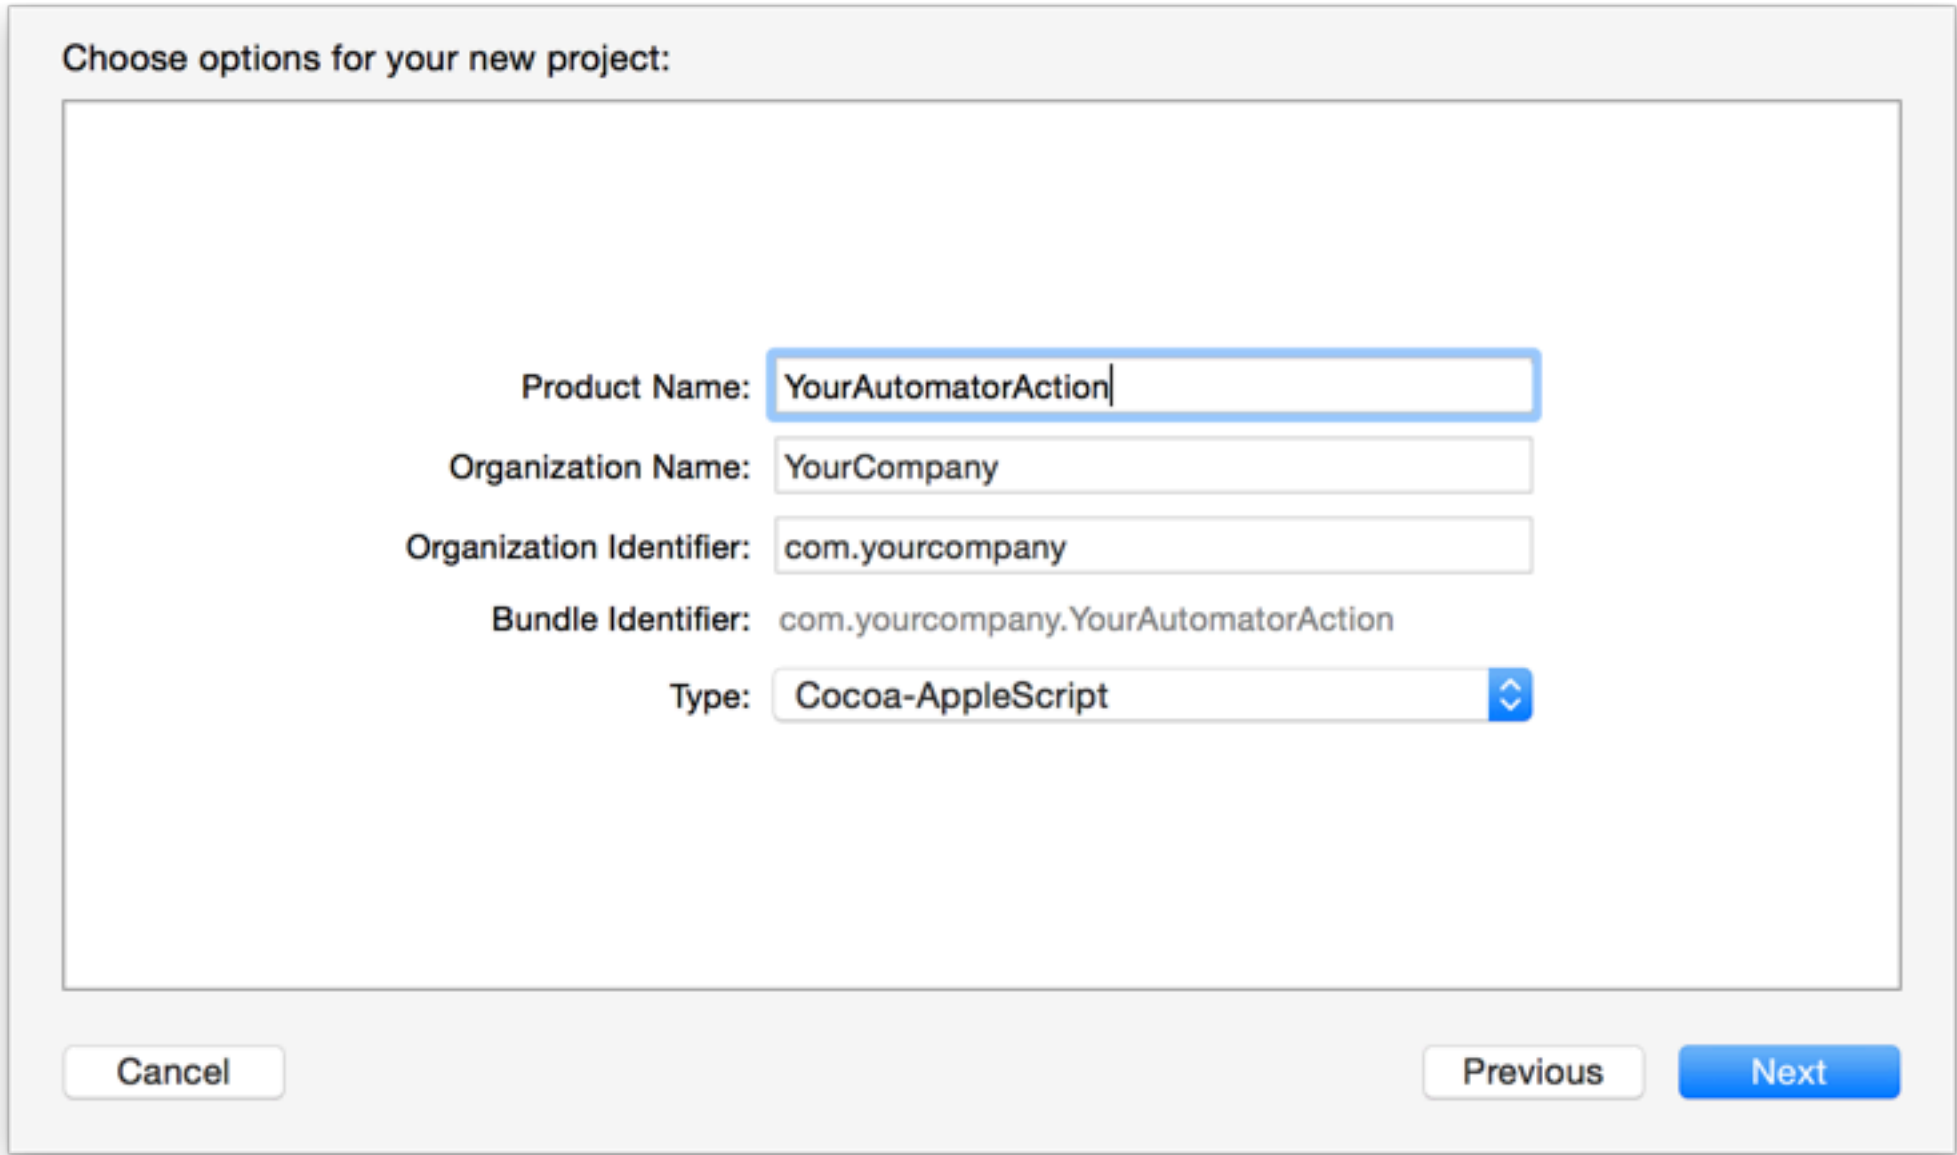 Choose options for your new project:
Product Name: YourAutomatorAction
Organization Name: YourCompany
Organization Identifier: com.yourcompany
Bundle Identifier: com.yourcompany.YourAutomatorAction
Type: Cocoa-AppleScript
Cancel Previous Next